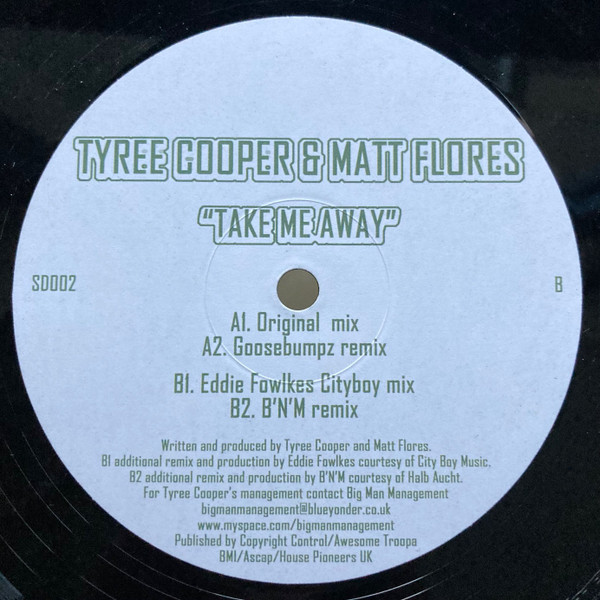 TYREE COOPER & MATT FLORES
“TAKE ME AWAY”
SD002
B
A1. Original mix
A2. Goosebumpz remix
B1. Eddie Fowlkes Cityboy mix
B2. B’N’M remix
Written and produced by Tyree Cooper and Matt Flores.
B1 additional remix and production by Eddie Fowlkes courtesy of City Boy Music.
B2 additional remix and production by B’N’M courtesy of Halb Aucht.
For Tyree Cooper’s management contact Big Man Management
bigmanmanagement@blueyonder.co.uk
www.myspace.com/bigmanmanagement
Published by Copyright Control/Awesome Troopa
BMI/Ascap/House Pioneers UK